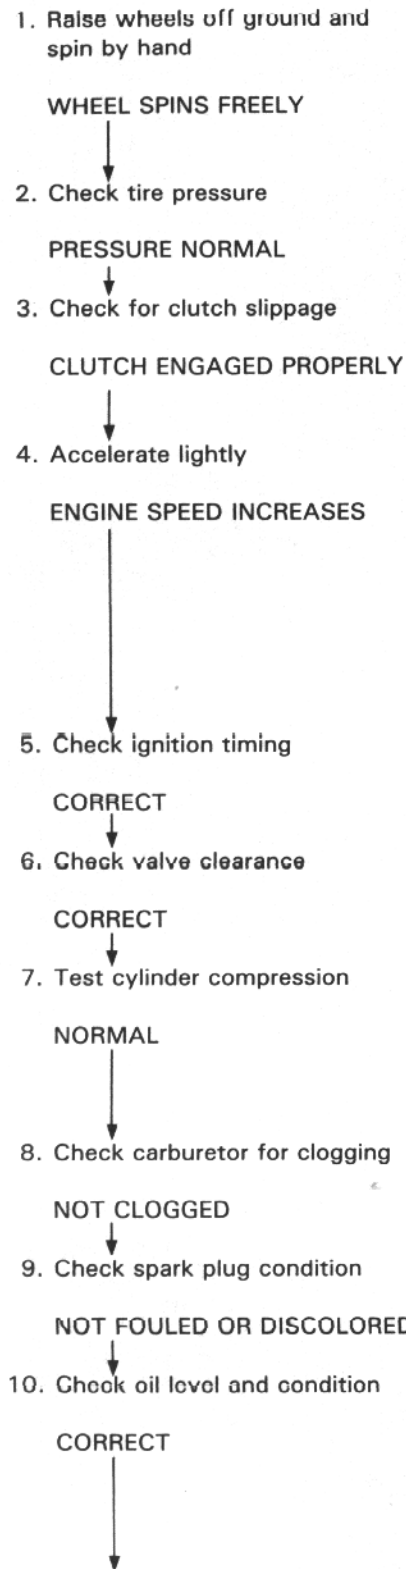 1. Raise wheels off ground and
spin by hand
WHEEL SPINS FREELY
2. Check tire pressure
PRESSURE NORMAL
3. Check for clutch slippage
CLUTCH ENGAGED PROPERLY
4. Accelerate lightly
ENGINE SPEED INCREASES
5. Check ignition timing
CORRECT
6. Check valve clearance
CORRECT
7. Test cylinder compression
NORMAL
8. Check carburetor for clogging
NOT CLOGGED
9. Check spark plug condition
NOT FOULED OR DISCOLORED
10. Check oil level and condition
CORRECT